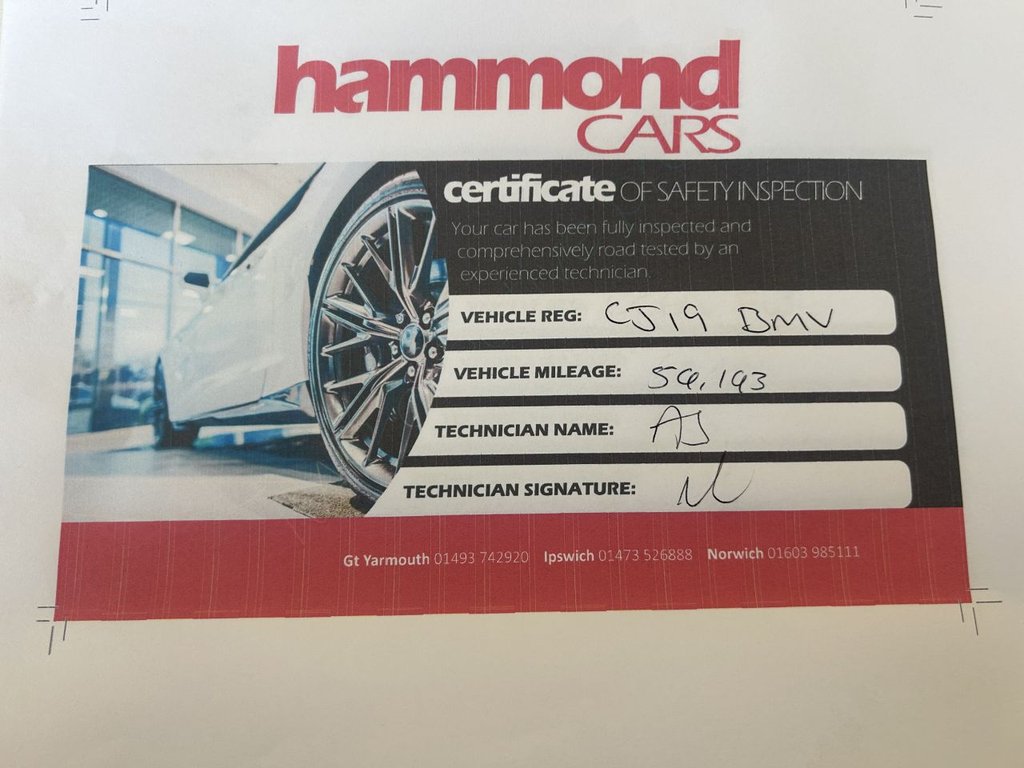 hammond
CARS
certificate OF SAFETY INSPECTION
Your car has been fully inspected and
comprehensively road tested by an
experienced technician.
VEHICLE REG: CJ19 BMV
VEHICLE MILEAGE:
TECHNICIAN NAME: AJ
TECHNICIAN SIGNATURE:
Gt Yarmouth 01493 742920 Ipswich 01473 526888 Norwich 01603 985111